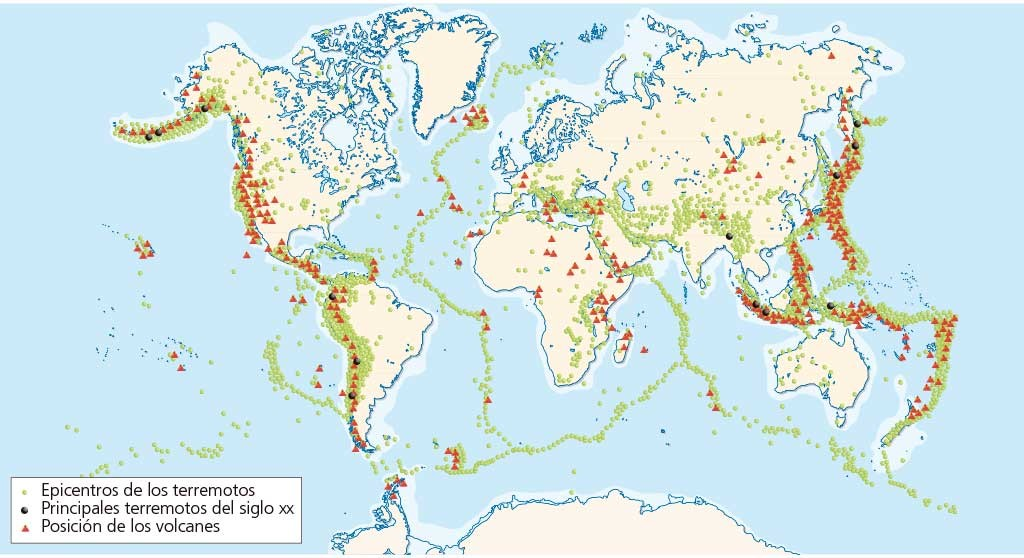 Epicentros de los terremotos
Principales terremotos del siglo xx
Posición de los volcanes